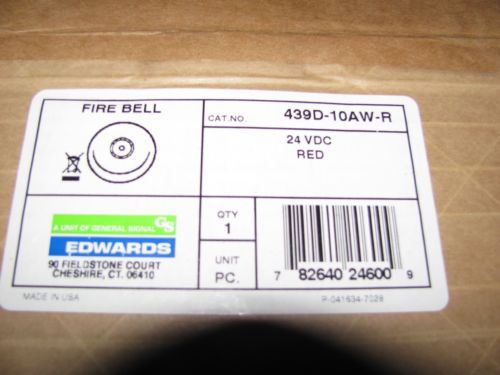 FIRE BELL
CAT.NO. 439D-10AW-R
24 VDC
RED
GS
A UNIT OF GENERAL SIGNAL
EDWARDS
90 FIELDSTONE COURT
CHESHIRE, CT. 06410
QTY
1
UNIT
PC.
7 82640 24600 9
MADE IN USA
P-041634-7028